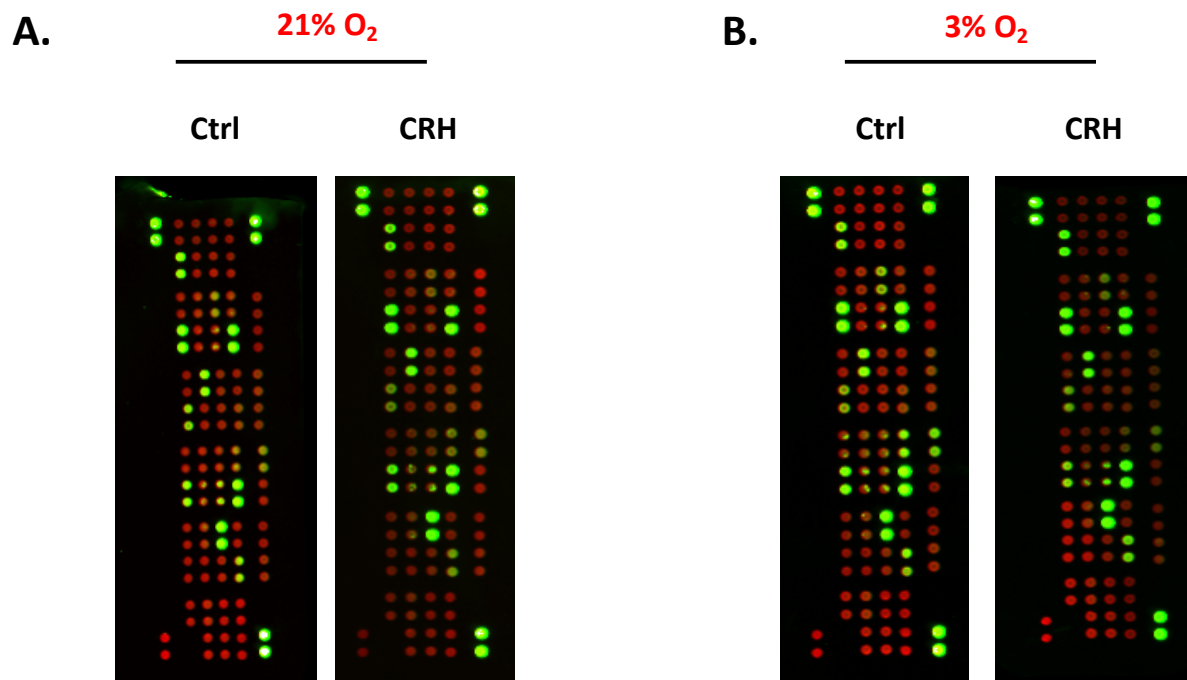 A.
21% O₂
Ctrl
CRH
B.
3% O₂
Ctrl
CRH